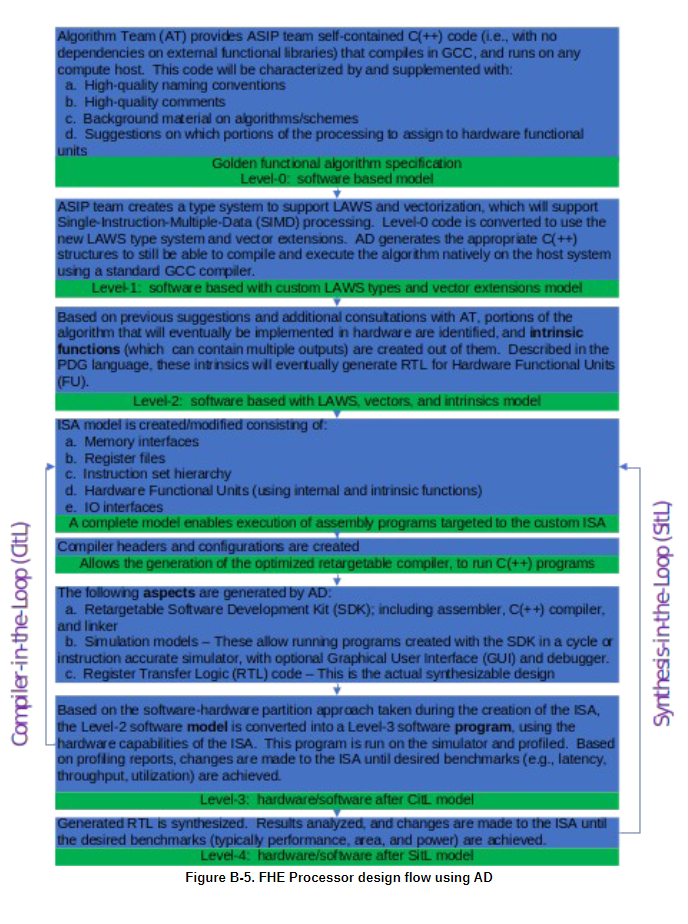 Algorithm Team (AT) provides ASIP team self-contained C(++) code (i.e., with no
dependencies on external functional libraries) that compiles in GCC, and runs on any
compute host. This code will be characterized by and supplemented with:
a. High-quality naming conventions
b. High-quality comments
c. Background material on algorithms/schemes
d. Suggestions on which portions of the processing to assign to hardware functional
units
Golden functional algorithm specification
Level-0: software based model
ASIP team creates a type system to support LAWS and vectorization, which will support
Single-Instruction-Multiple-Data (SIMD) processing. Level-0 code is converted to use the
new LAWS type system and vector extensions. AD generates the appropriate C(++)
structures to still be able to compile and execute the algorithm natively on the host system
using a standard GCC compiler.
Level-1: software based with custom LAWS types and vector extensions model
Based on previous suggestions and additional consultations with AT, portions of the
algorithm that will eventually be implemented in hardware are identified, and intrinsic
functions (which can contain multiple outputs) are created out of them. Described in the
PDG language, these intrinsics will eventually generate RTL for Hardware Functional Units
(FU).
Level-2: software based with LAWS, vectors, and intrinsics model
ISA model is created/modified consisting of:
a. Memory interfaces
b. Register files
c. Instruction set hierarchy
d. Hardware Functional Units (using internal and intrinsic functions)
e. IO interfaces
A complete model enables execution of assembly programs targeted to the custom ISA
Compiler headers and configurations are created
Allows the generation of the optimized retargetable compiler, to run C(++) programs
The following aspects are generated by AD:
a. Retargetable Software Development Kit (SDK); including assembler, C(++) compiler,
and linker
b. Simulation models – These allow running programs created with the SDK in a cycle or
instruction accurate simulator, with optional Graphical User Interface (GUI) and debugger.
c. Register Transfer Logic (RTL) code – This is the actual synthesizable design
Based on the software-hardware partition approach taken during the creation of the ISA,
the Level-2 software model is converted into a Level-3 software program, using the
hardware capabilities of the ISA. This program is run on the simulator and profiled. Based
on profiling reports, changes are made to the ISA until desired benchmarks (e.g., latency,
throughput, utilization) are achieved.
Level-3: hardware/software after CitL model
Generated RTL is synthesized. Results analyzed, and changes are made to the ISA until
the desired benchmarks (typically performance, area, and power) are achieved.
Level-4: hardware/software after SitL model
Compiler-in-the-Loop (CitL)
Synthesis-in-the-Loop (SitL)
Figure B-5. FHE Processor design flow using AD